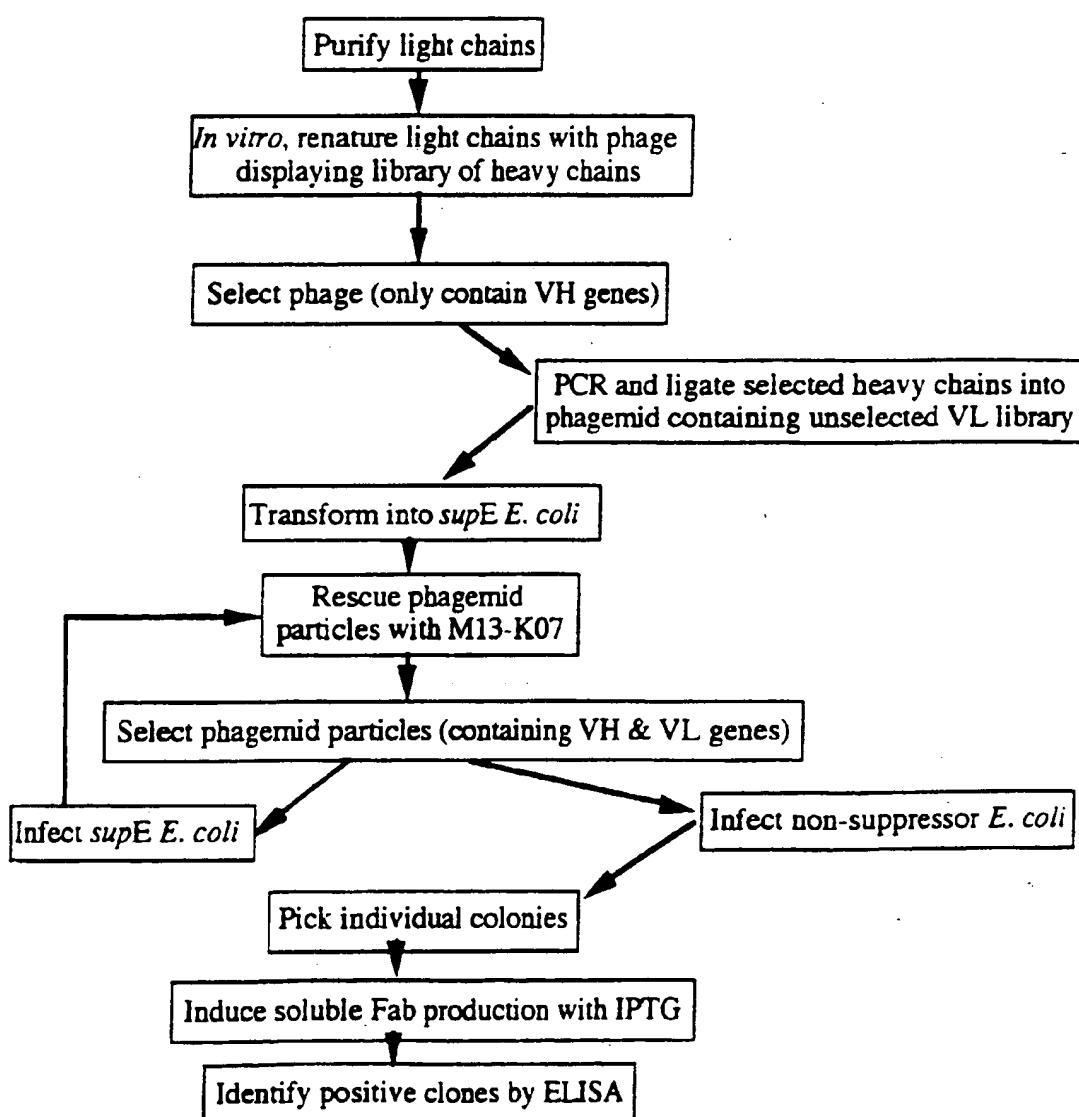 Purify light chains
In vitro, renature light chains with phage
displaying library of heavy chains
Select phage (only contain VH genes)
PCR and ligate selected heavy chains into
phagemid containing unselected VL library
Transform into supE E. coli
Rescue phagemid
particles with M13-K07
Select phagemid particles (containing VH & VL genes)
Infect supE E. coli
Infect non-suppressor E. coli
Pick individual colonies
Induce soluble Fab production with IPTG
Identify positive clones by ELISA